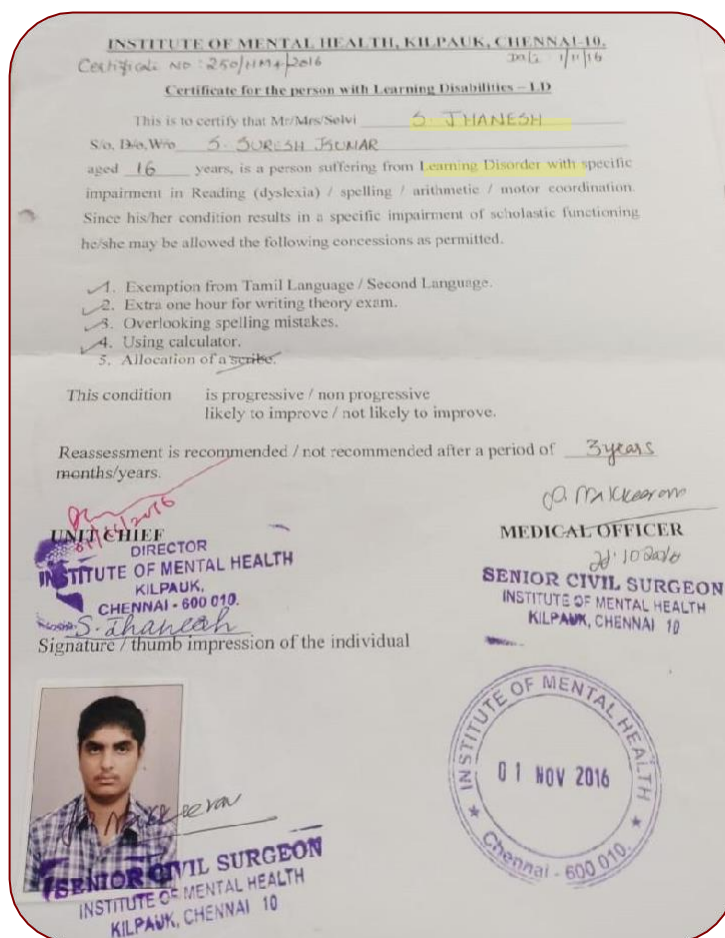 INSTITUTE OF MENTAL HEALTH, KILPAUK, CHENNAI-10.
Certificate NO : 250/HM4/2016
Date 1/11/16
Certificate for the person with Learning Disabilities – LD
This is to certify that Mr/Mrs/Selvi S. JHANESH
S/o, D/o, W/o S. SURESH KUMAR
aged 16 years, is a person suffering from Learning Disorder with specific
impairment in Reading (dyslexia) / spelling / arithmetic / motor coordination.
Since his/her condition results in a specific impairment of scholastic functioning
he/she may be allowed the following concessions as permitted.
1. Exemption from Tamil Language / Second Language.
2. Extra one hour for writing theory exam.
3. Overlooking spelling mistakes.
4. Using calculator.
5. Allocation of a scribe.
This condition is progressive / non progressive
likely to improve / not likely to improve.
Reassessment is recommended / not recommended after a period of 3 years
months/years.
UNIT CHIEF
DIRECTOR
INSTITUTE OF MENTAL HEALTH
KILPAUK,
CHENNAI - 600 010.
S. Jhanesh
Signature / thumb impression of the individual
MEDICAL OFFICER
SENIOR CIVIL SURGEON
INSTITUTE OF MENTAL HEALTH
KILPAUK, CHENNAI 10
INSTITUTE OF MENTAL HEALTH
01 NOV 2016
Chennai - 600 010.
SENIOR CIVIL SURGEON
INSTITUTE OF MENTAL HEALTH
KILPAUK, CHENNAI 10